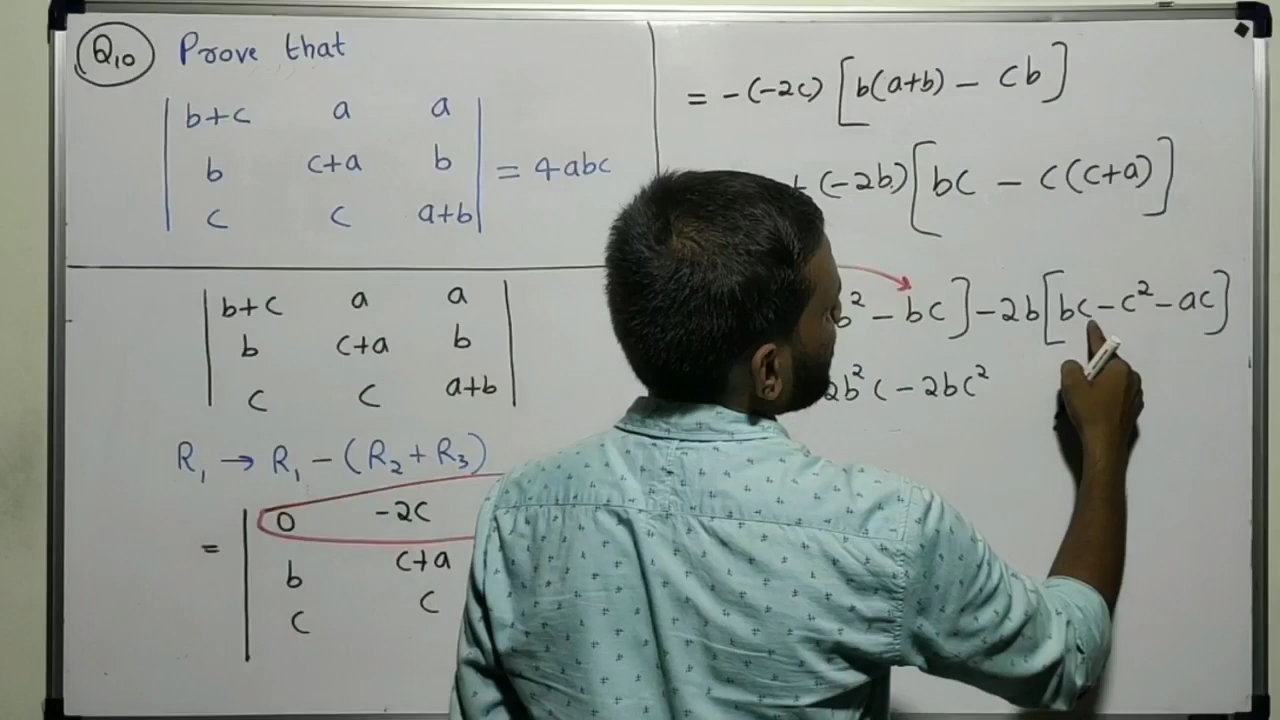 Q10 Prove that
| b+c a a |
| b c+a b | = 4abc
| c c a+b |
| b+c a a |
| b c+a b |
| c c a+b |
R₁ → R₁ - (R₂ + R₃)
= | 0 -2c
b c+a
c c
= -(-2c) [b(a+b) - cb]
+ (-2b) [bc - c(c+a)]
b² - bc] - 2b[bc - c² - ac]
2b²c - 2bc²